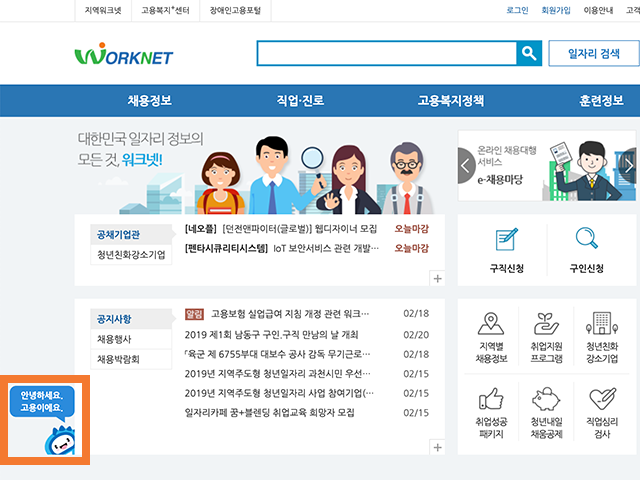 지역워크넷
고용복지+센터
장애인고용포털
로그인
회원가입
이용안내
고객
WORKNET
일자리 검색
채용정보
직업·진로
고용복지정책
훈련정보
대한민국 일자리 정보의
모든 것, 워크넷!
온라인 채용대행
서비스
e-채용마당
공채기업관
청년친화강소기업
[네오플] [던전앤파이터(글로벌)] 웹디자이너 모집 오늘마감
[펜타시큐리티시스템] IoT 보안서비스 관련 개발… 오늘마감
구직신청
구인신청
공지사항
채용행사
채용박람회
알림 고용보험 실업급여 지침 개정 관련 워크… 02/18
2019 제1회 남동구 구인.구직 만남의 날 개최 02/20
「육군 제 6755부대 대보수 공사 감독 무기근로… 02/18
2019년 지역주도형 청년일자리 과천시민 우선… 02/15
2019년 지역주도형 청년일자리 사업 참여기업(… 02/15
일자리카페 꿈+블렌딩 취업교육 희망자 모집 02/15
지역별
채용정보
취업지원
프로그램
청년친화
강소기업
취업성공
패키지
청년내일
채움공제
직업심리
검사
안녕하세요.
고용이에요.